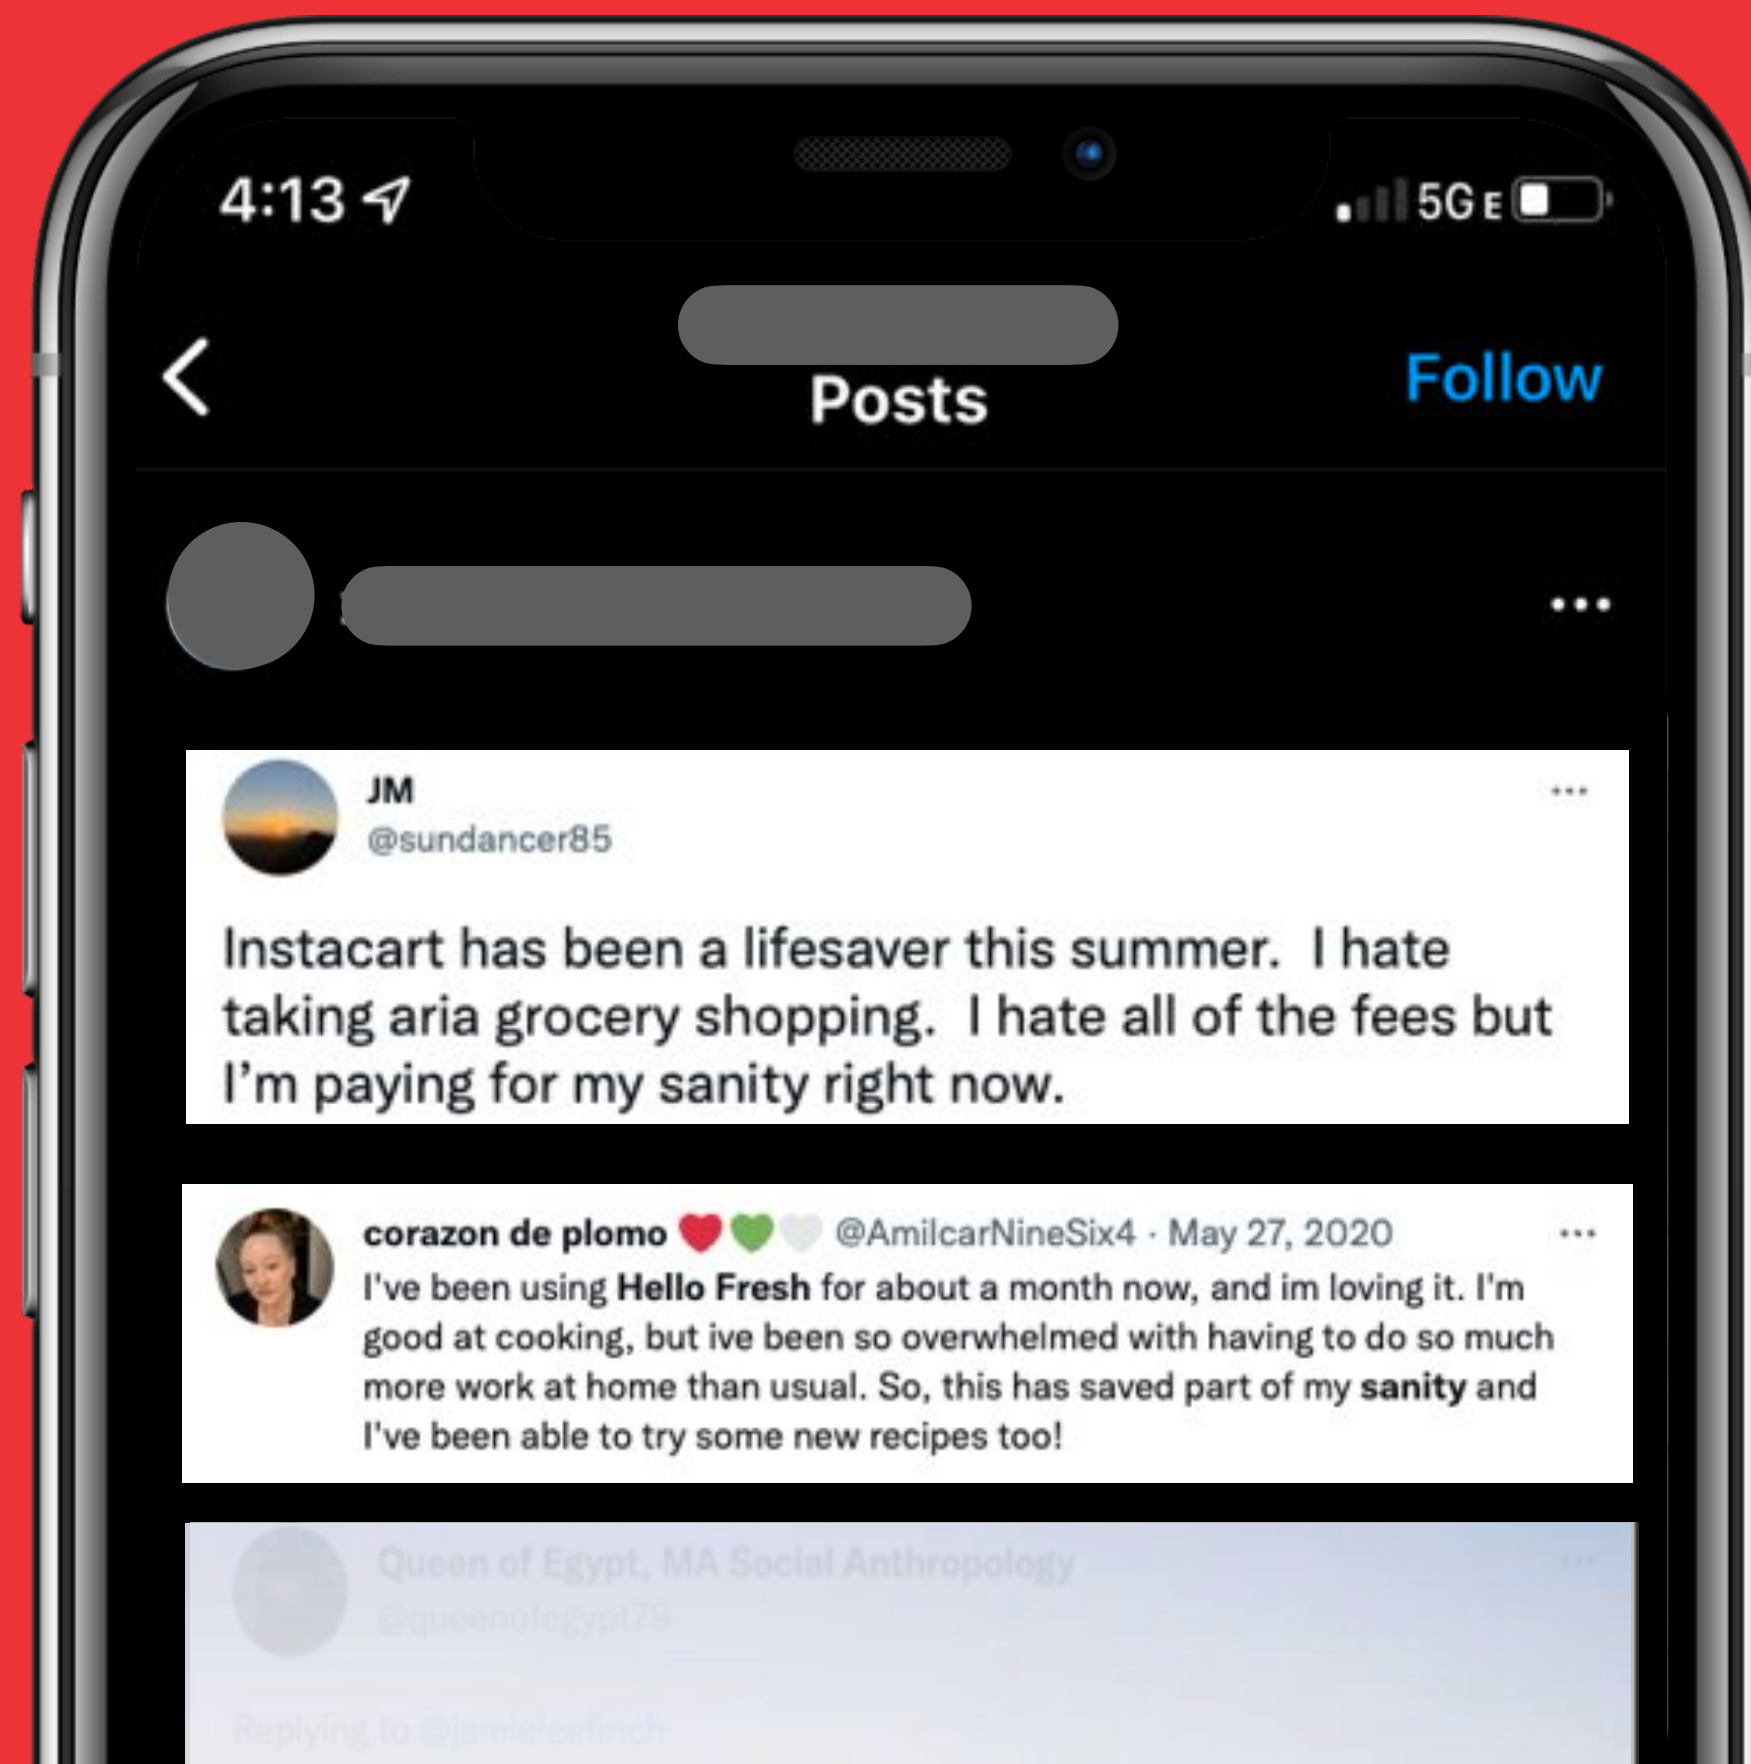 4:13 5G E
Posts
Follow
JM
@sundancer85
Instacart has been a lifesaver this summer. I hate
taking aria grocery shopping. I hate all of the fees but
I'm paying for my sanity right now.
corazon de plomo @AmilcarNineSix4 · May 27, 2020
I've been using Hello Fresh for about a month now, and im loving it. I'm
good at cooking, but ive been so overwhelmed with having to do so much
more work at home than usual. So, this has saved part of my sanity and
I've been able to try some new recipes too!
Queen of Egypt, MA Social Anthropology
@queenofegypt79
Replying to @jamieleefinch